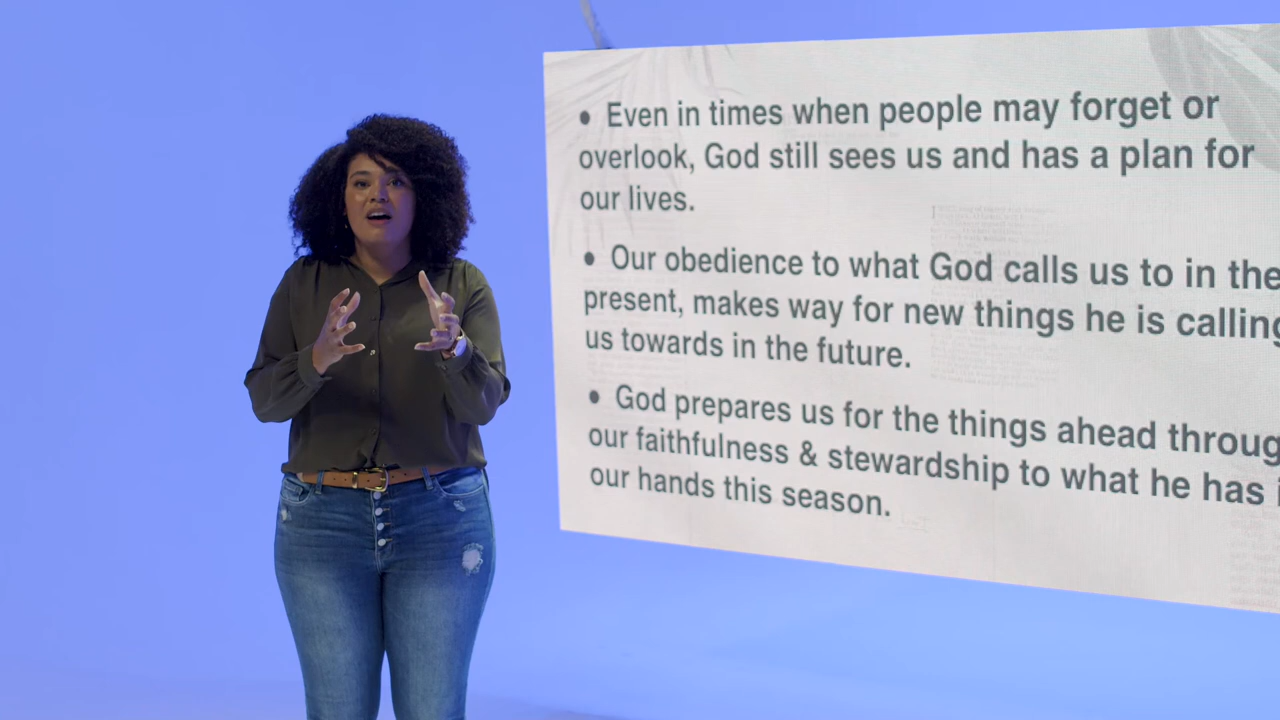 • Even in times when people may forget or
overlook, God still sees us and has a plan for
our lives.
• Our obedience to what God calls us to in the
present, makes way for new things he is calling
us towards in the future.
• God prepares us for the things ahead throug
our faithfulness & stewardship to what he has i
our hands this season.